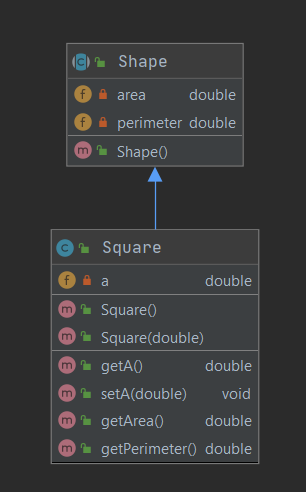 Shape
area double
perimeter double
Shape()
Square
a double
Square()
Square(double)
getA() double
setA(double) void
getArea() double
getPerimeter() double